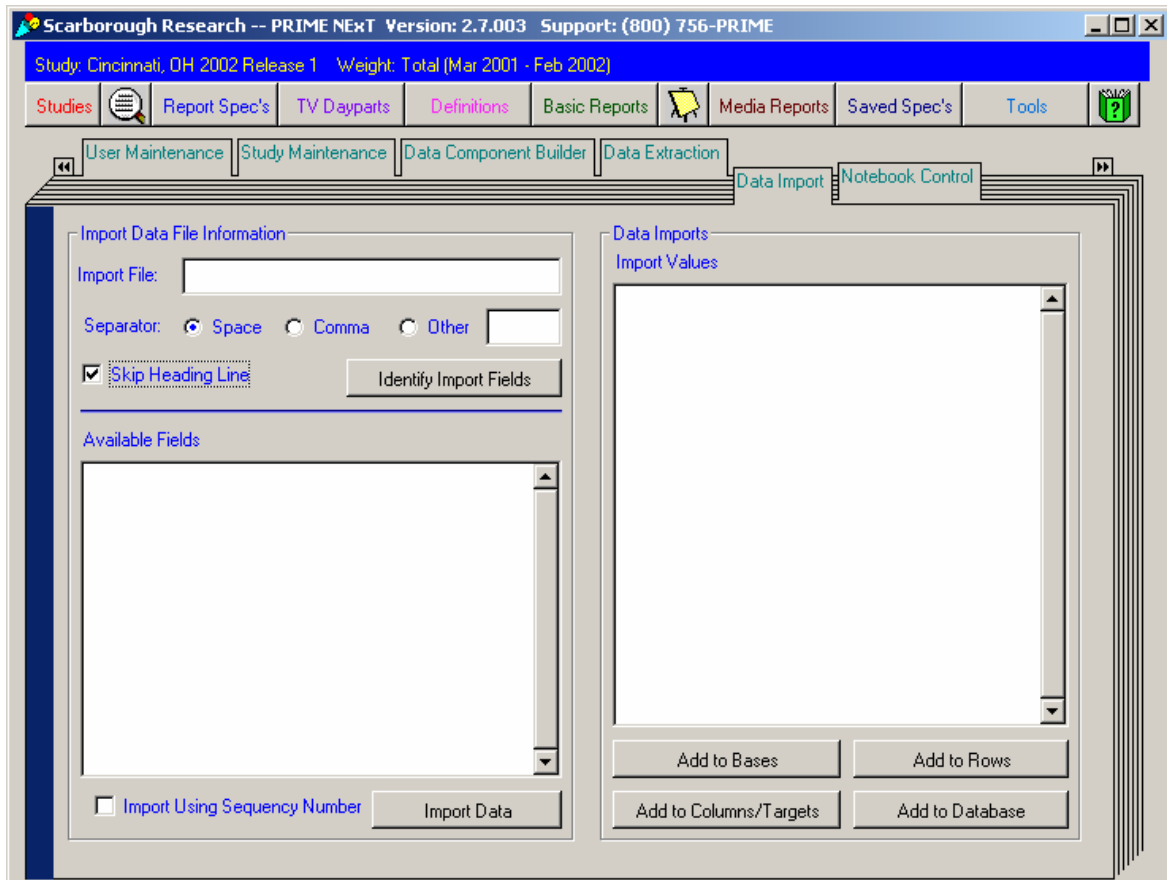 Scarborough Research -- PRIME NExT Version: 2.7.003 Support: (800) 756-PRIME
Study: Cincinnati, OH 2002 Release 1 Weight: Total (Mar 2001 - Feb 2002)
Studies Report Spec's TV Dayparts Definitions Basic Reports Media Reports Saved Spec's Tools ?
User Maintenance Study Maintenance Data Component Builder Data Extraction
Data Import Notebook Control
Import Data File Information
Import File:
Separator: Space Comma Other
Skip Heading Line Identify Import Fields
Available Fields
Import Using Sequency Number Import Data
Data Imports
Import Values
Add to Bases Add to Rows
Add to Columns/Targets Add to Database